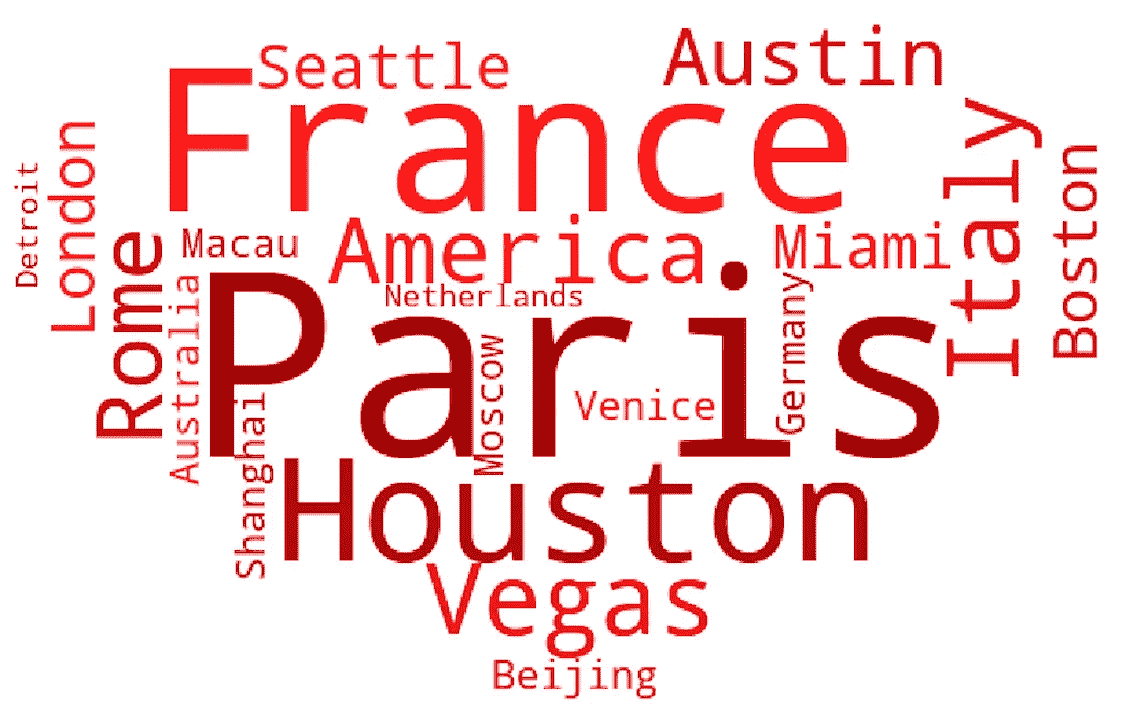 Seattle
Austin
France
London
Detroit
Italy
Boston
Rome
Macau
America
Miami
Australia
Netherlands
Germany
Paris
Moscow
Venice
Shanghai
Houston
Vegas
Beijing